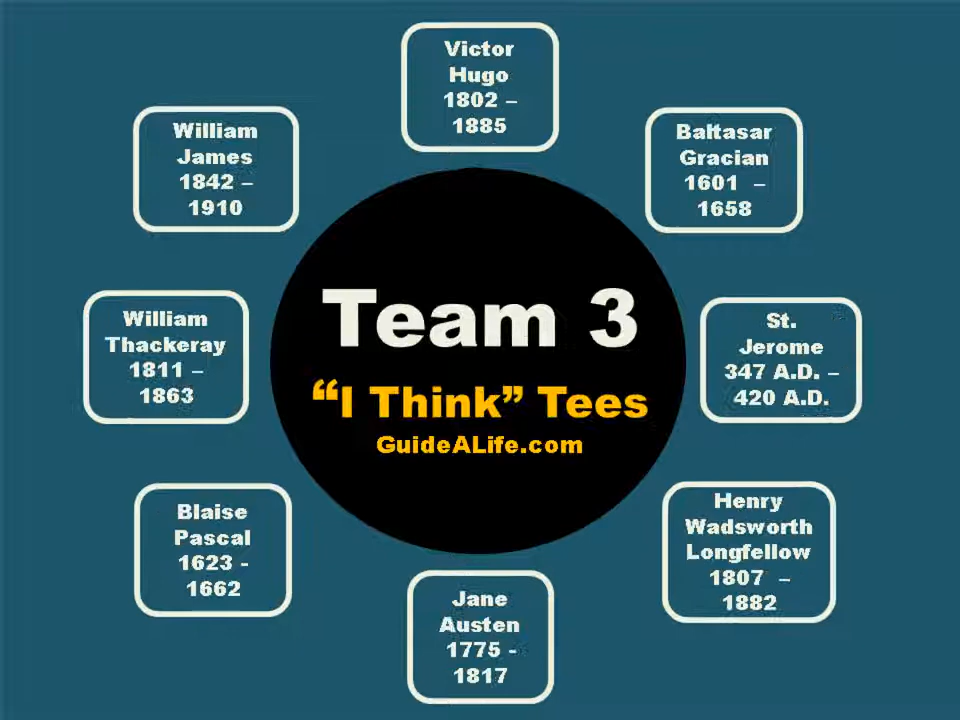 Victor
Hugo
1802 –
1885
William
James
1842 –
1910
Baltasar
Gracian
1601 –
1658
Team 3
“I Think” Tees
GuideALife.com
William
Thackeray
1811 –
1863
St.
Jerome
347 A.D. –
420 A.D.
Blaise
Pascal
1623 -
1662
Henry
Wadsworth
Longfellow
1807 –
1882
Jane
Austen
1775 -
1817